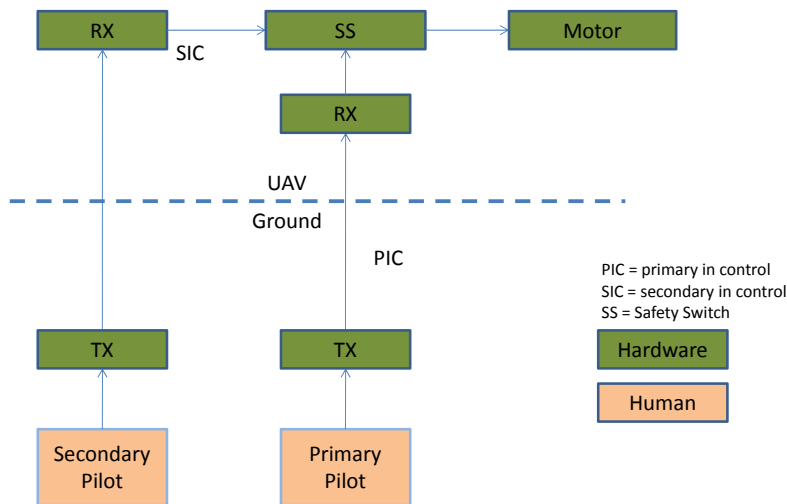 RX
SS
Motor
SIC
RX
UAV
Ground
PIC
PIC = primary in control
SIC = secondary in control
SS = Safety Switch
TX
TX
Hardware
Human
Secondary
Pilot
Primary
Pilot